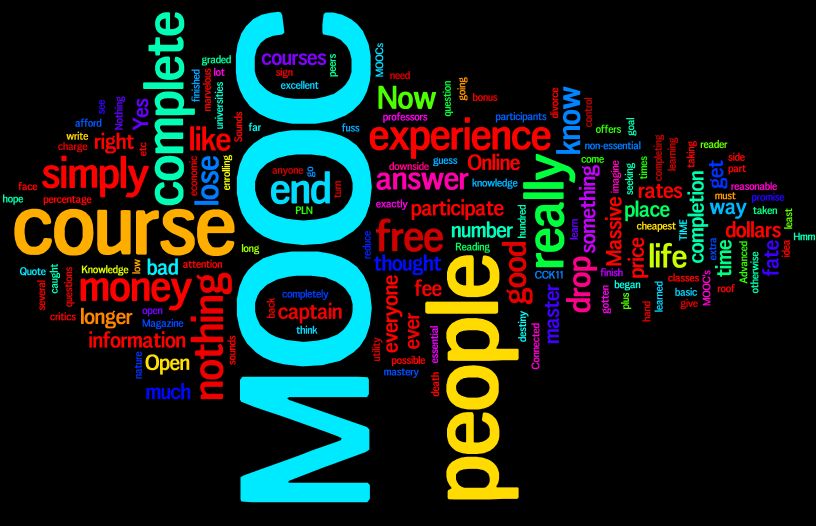 MOOC
course
people
complete
simply
experience
free
money
nothing
really
end
know
Now
like
lose
answer
Online
participate
number
thought
good
drop
something
Massive
place
rates
life
completion
get
way
dollars
time
fate
price
master
everyone
ever
fee
captain
information
longer
Open
much
bad
right
Yes
courses
sign
excellent
peers
MOOCs
graded
lot
marvelous
finished
universities
Sounds
far
fuss
need
question
going
bonus
professors
participants
divorce
control
offers
goal
non-essential
see
Nothing
afford
write
charge
etc
economic
enrolling
face
percentage
hope
anyone
go
turn
PLN
long
downside
guess
knowledge
exactly
reduce
Reading
hundred
CCK11
come
times
imagine
seeking
completing
learning
taking
reader
side
part
reasonable
must
promise
cheapest
taken
least
Hmm
idea
otherwise
Advanced
extra
TIME
learn
finish
gotten
began
plus
learned
basic
classes
MOOC's
give
roof
hand
Quote
caught
Knowledge
low
attention
several
questions
critics
open
Magazine
nature
sounds
completely
back
think
utility
possible
mastery
essential
death
destiny
Connected